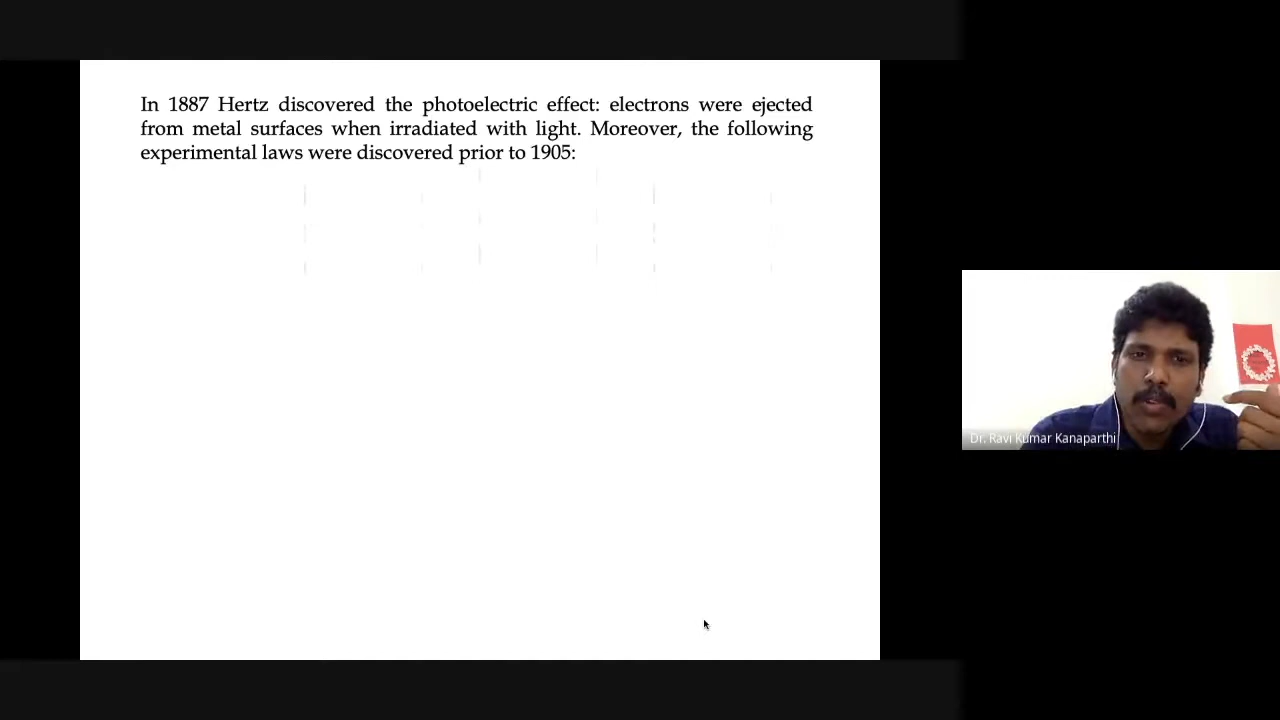 In 1887 Hertz discovered the photoelectric effect: electrons were ejected
from metal surfaces when irradiated with light. Moreover, the following
experimental laws were discovered prior to 1905:
Dr. Ravi Kumar Kanaparthi